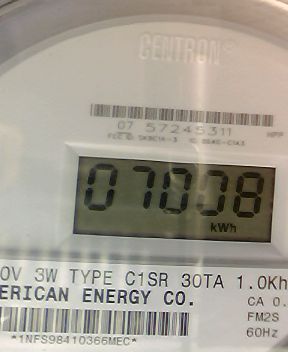 CENTRON®
07 57245311
07008
kWh
0V 3W TYPE C1SR 30TA 1.0Kh
ERICAN ENERGY CO.
CA 0.
FM2S
60Hz
*1NFS98410366MEC*